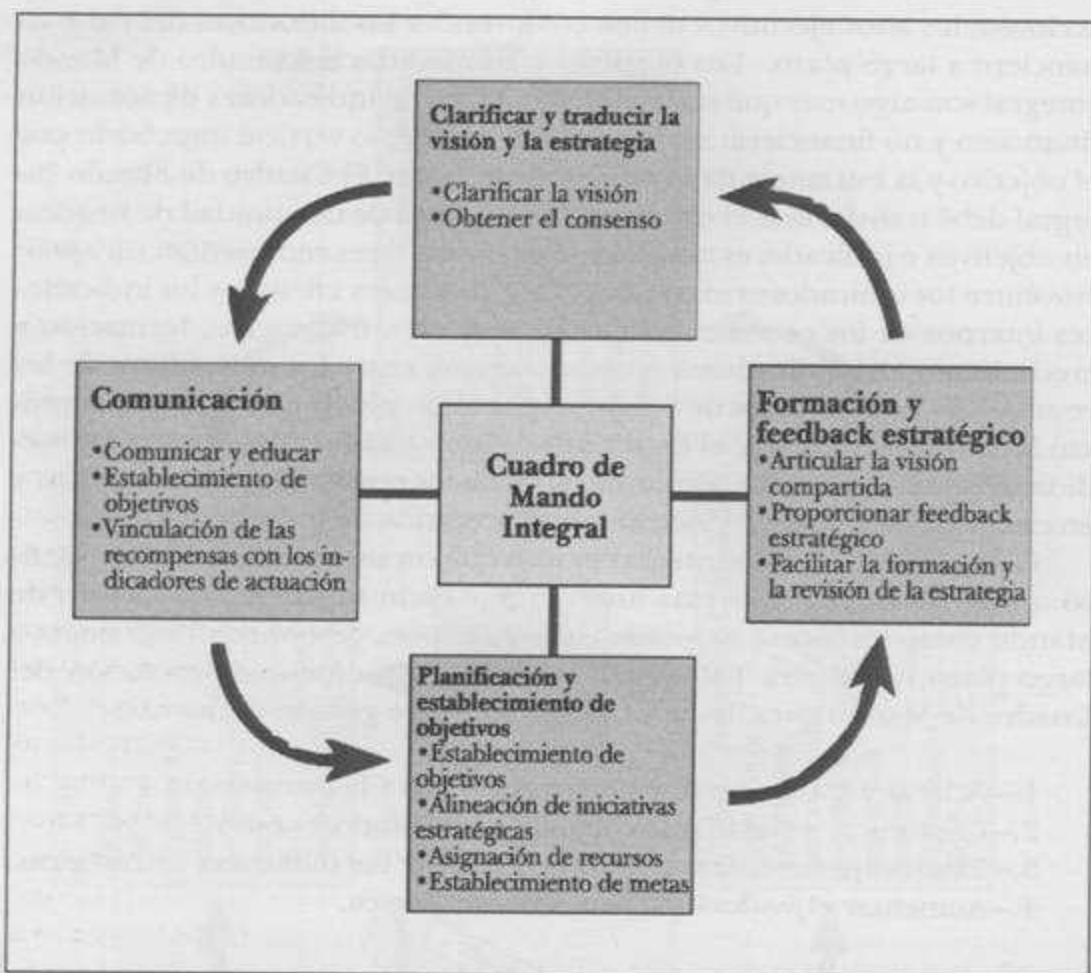 Clarificar y traducir la
visión y la estrategia
•Clarificar la visión
•Obtener el consenso
Comunicación
•Comunicar y educar
•Establecimiento de
objetivos
•Vinculación de las
recompensas con los in-
dicadores de actuación
Cuadro de
Mando
Integral
Formación y
feedback estratégico
•Articular la visión
compartida
•Proporcionar feedback
estratégico
•Facilitar la formación y
la revisión de la estrategia
Planificación y
establecimiento de
objetivos
•Establecimiento de
objetivos
•Alineación de iniciativas
estratégicas
•Asignación de recursos
•Establecimiento de metas